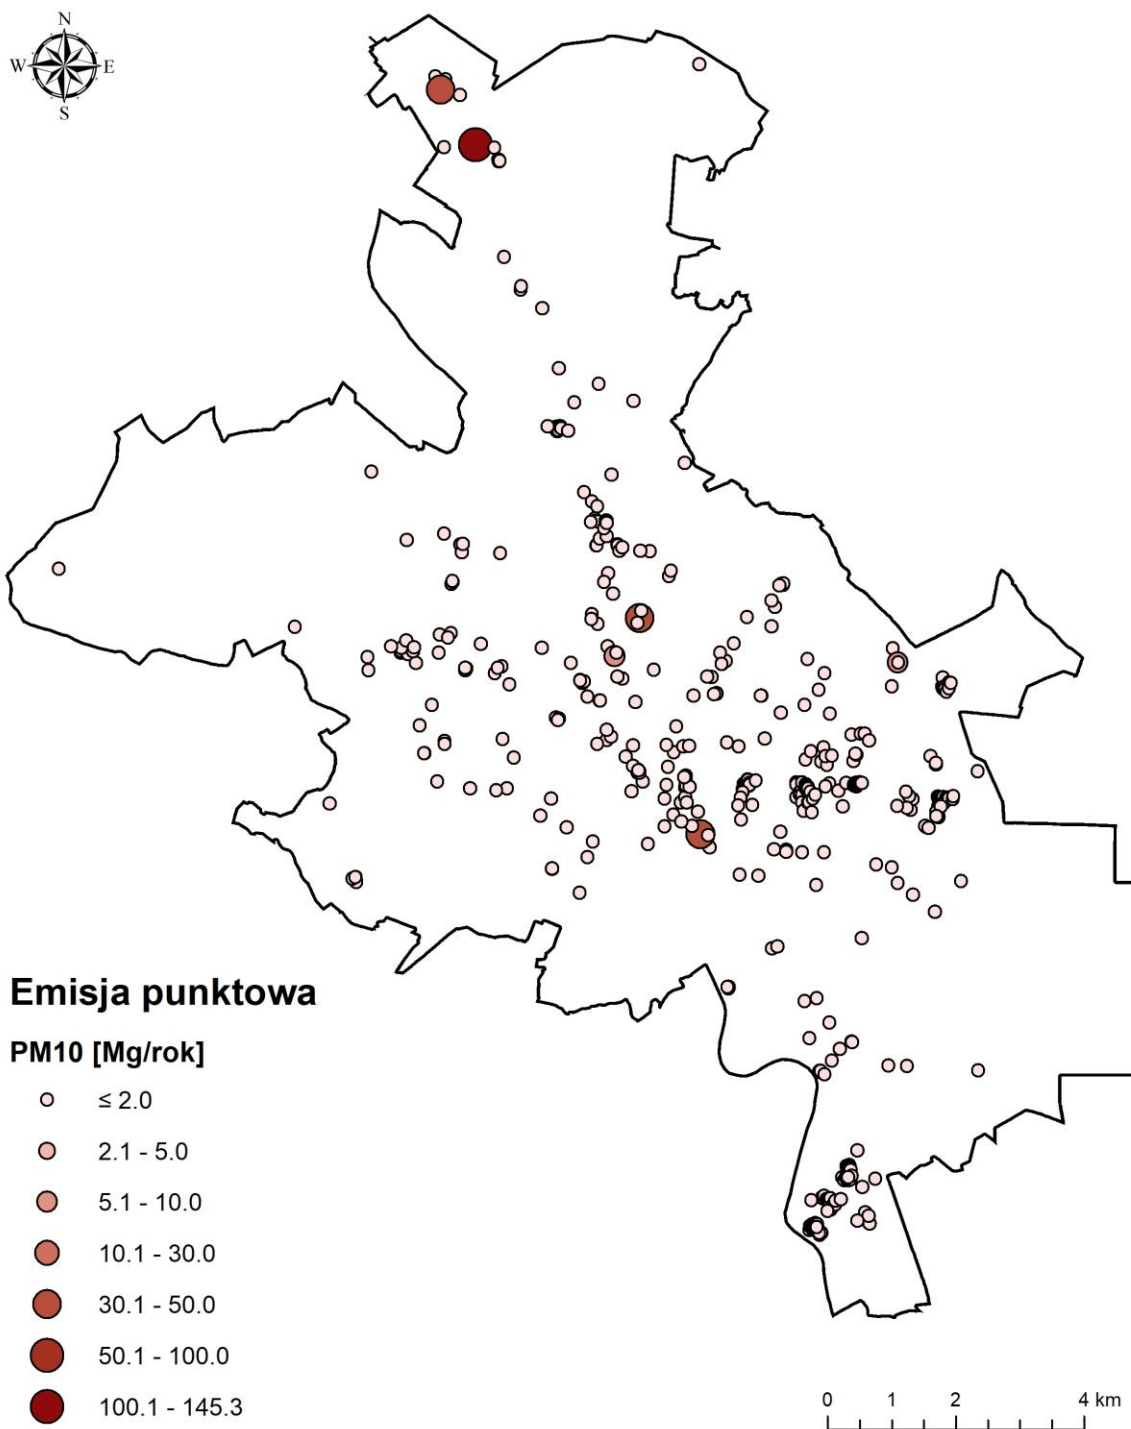 N
W E
S
Emisja punktowa
PM10 [Mg/rok]
≤ 2.0
2.1 - 5.0
5.1 - 10.0
10.1 - 30.0
30.1 - 50.0
50.1 - 100.0
100.1 - 145.3
0 1 2 4 km